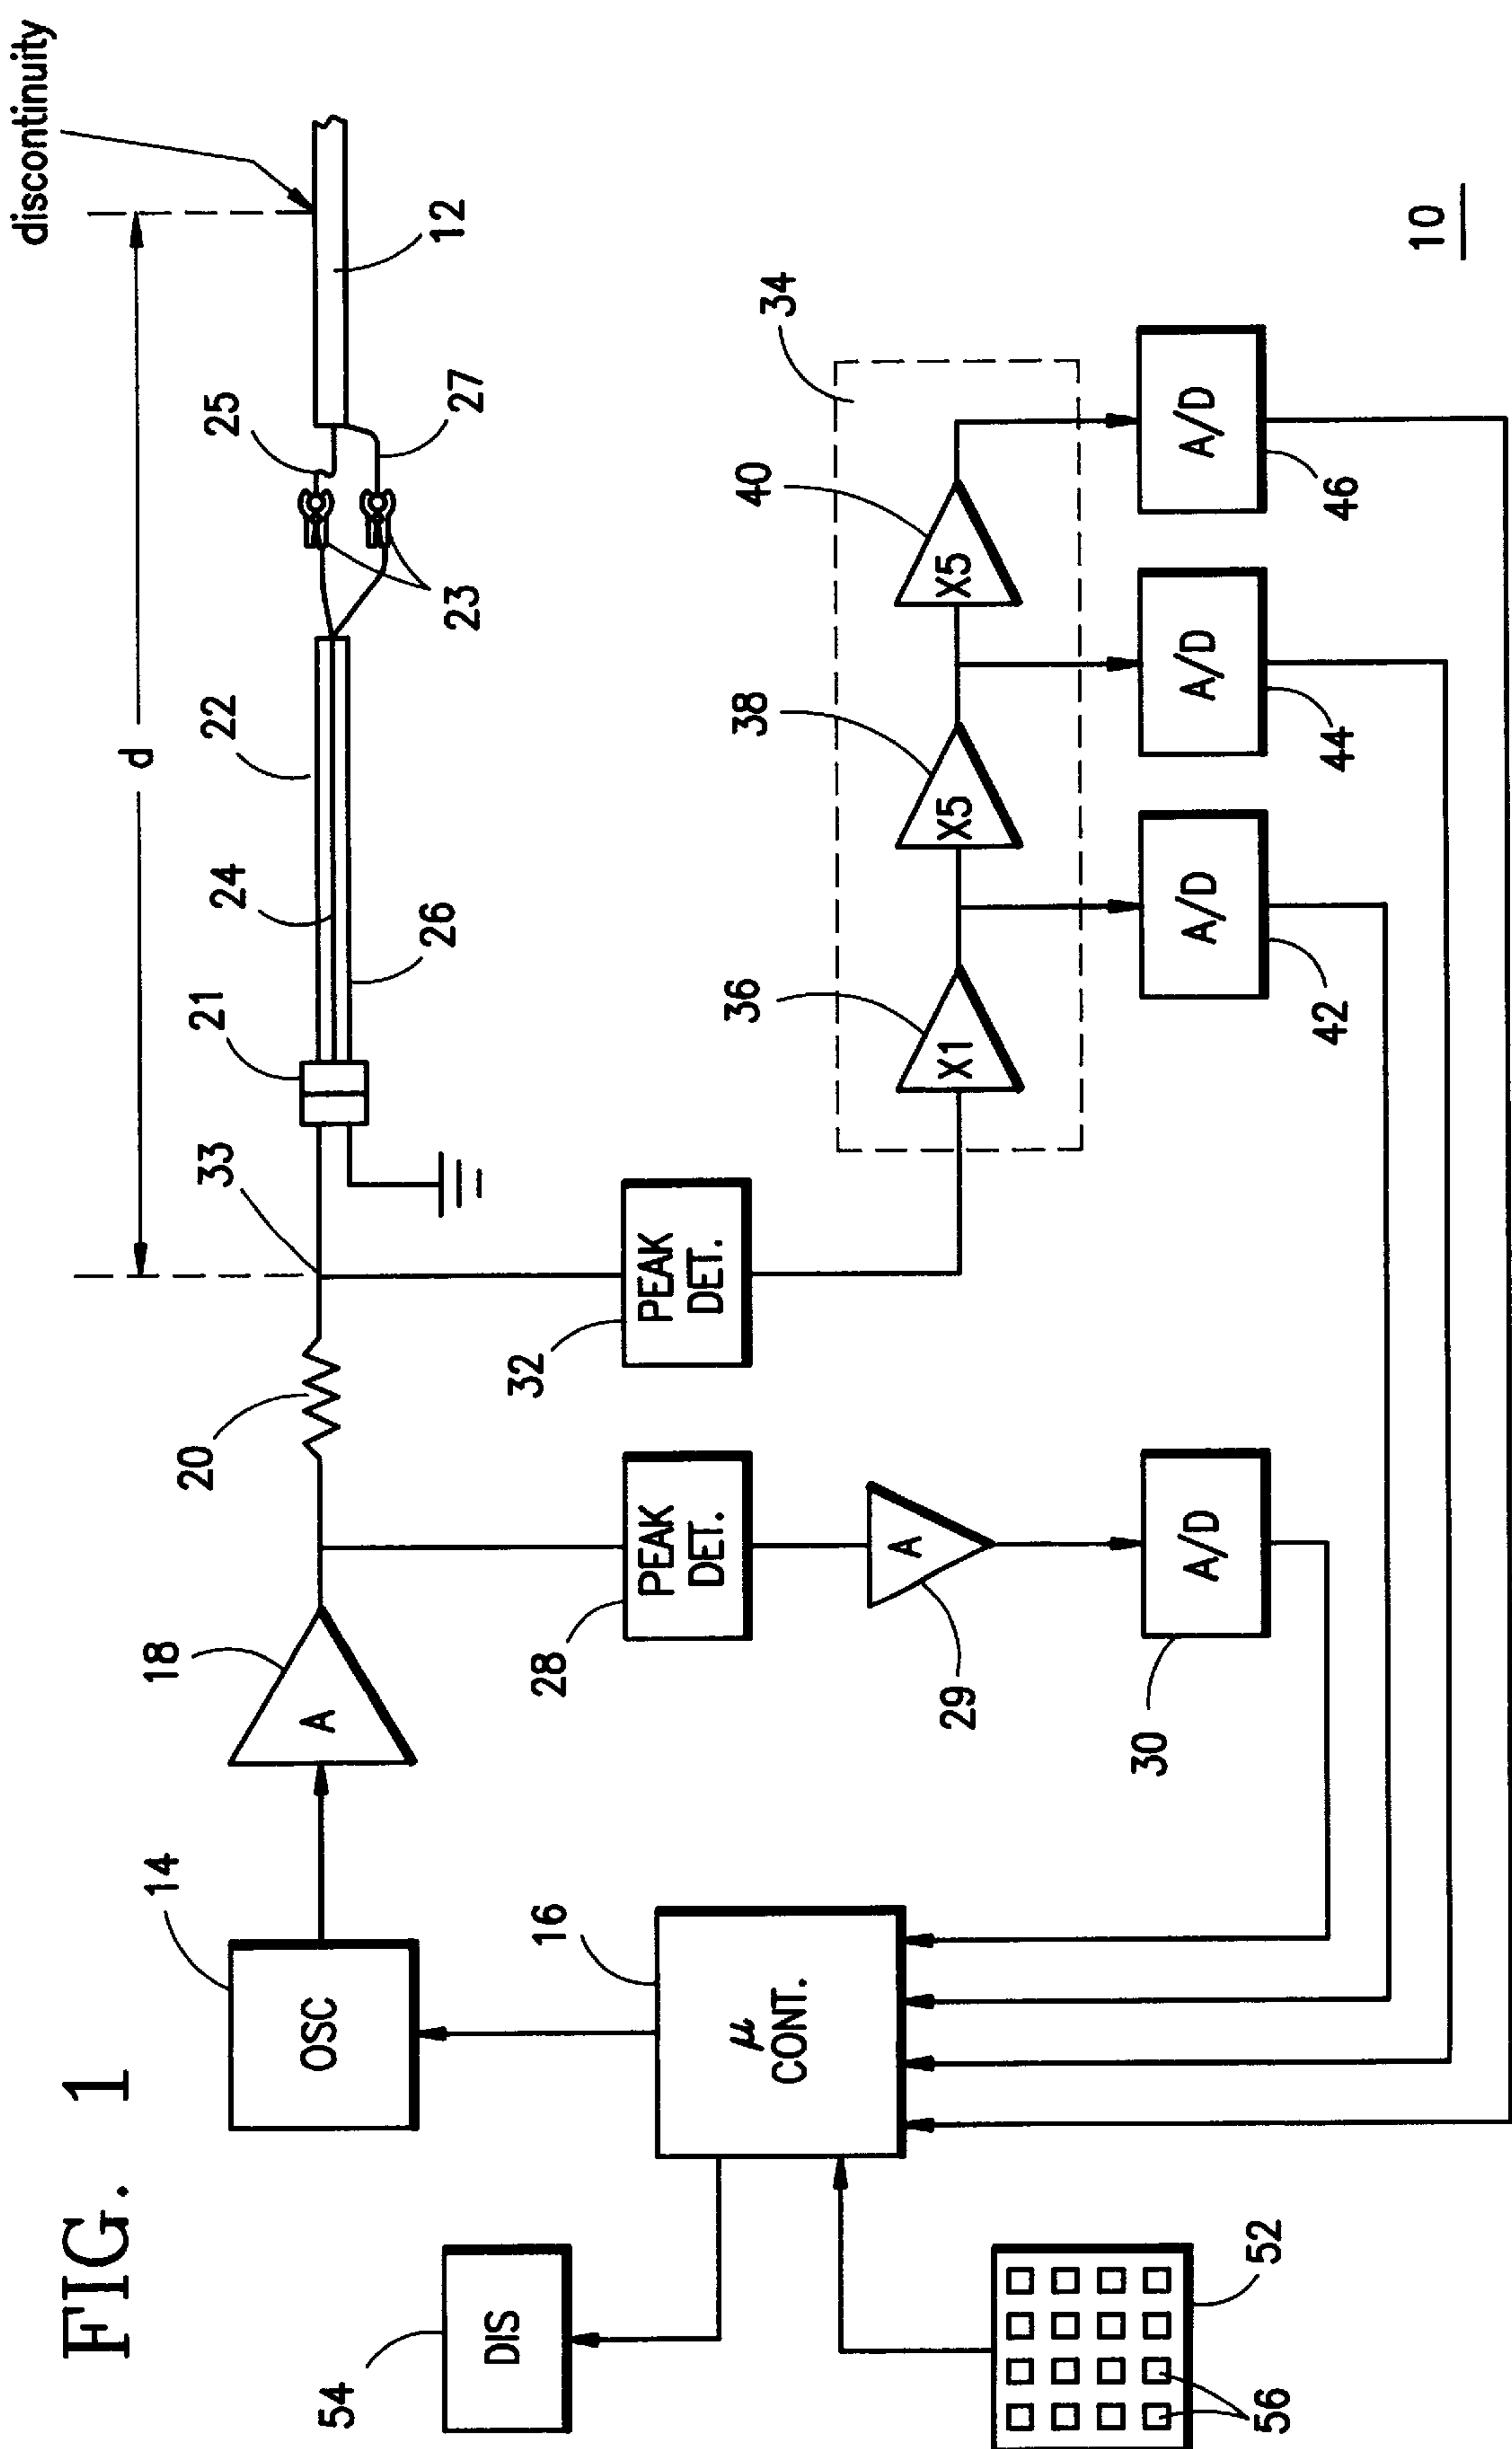 FIG. 1
discontinuity
d
33
21
24
22
25
12
26
23
27
20
18
A
14
OSC
16
μ
CONT.
54
DIS
52
56
28
PEAK
DET.
32
PEAK
DET.
29
A
30
A/D
34
36
X1
38
X5
40
X5
42
A/D
44
A/D
46
A/D
10